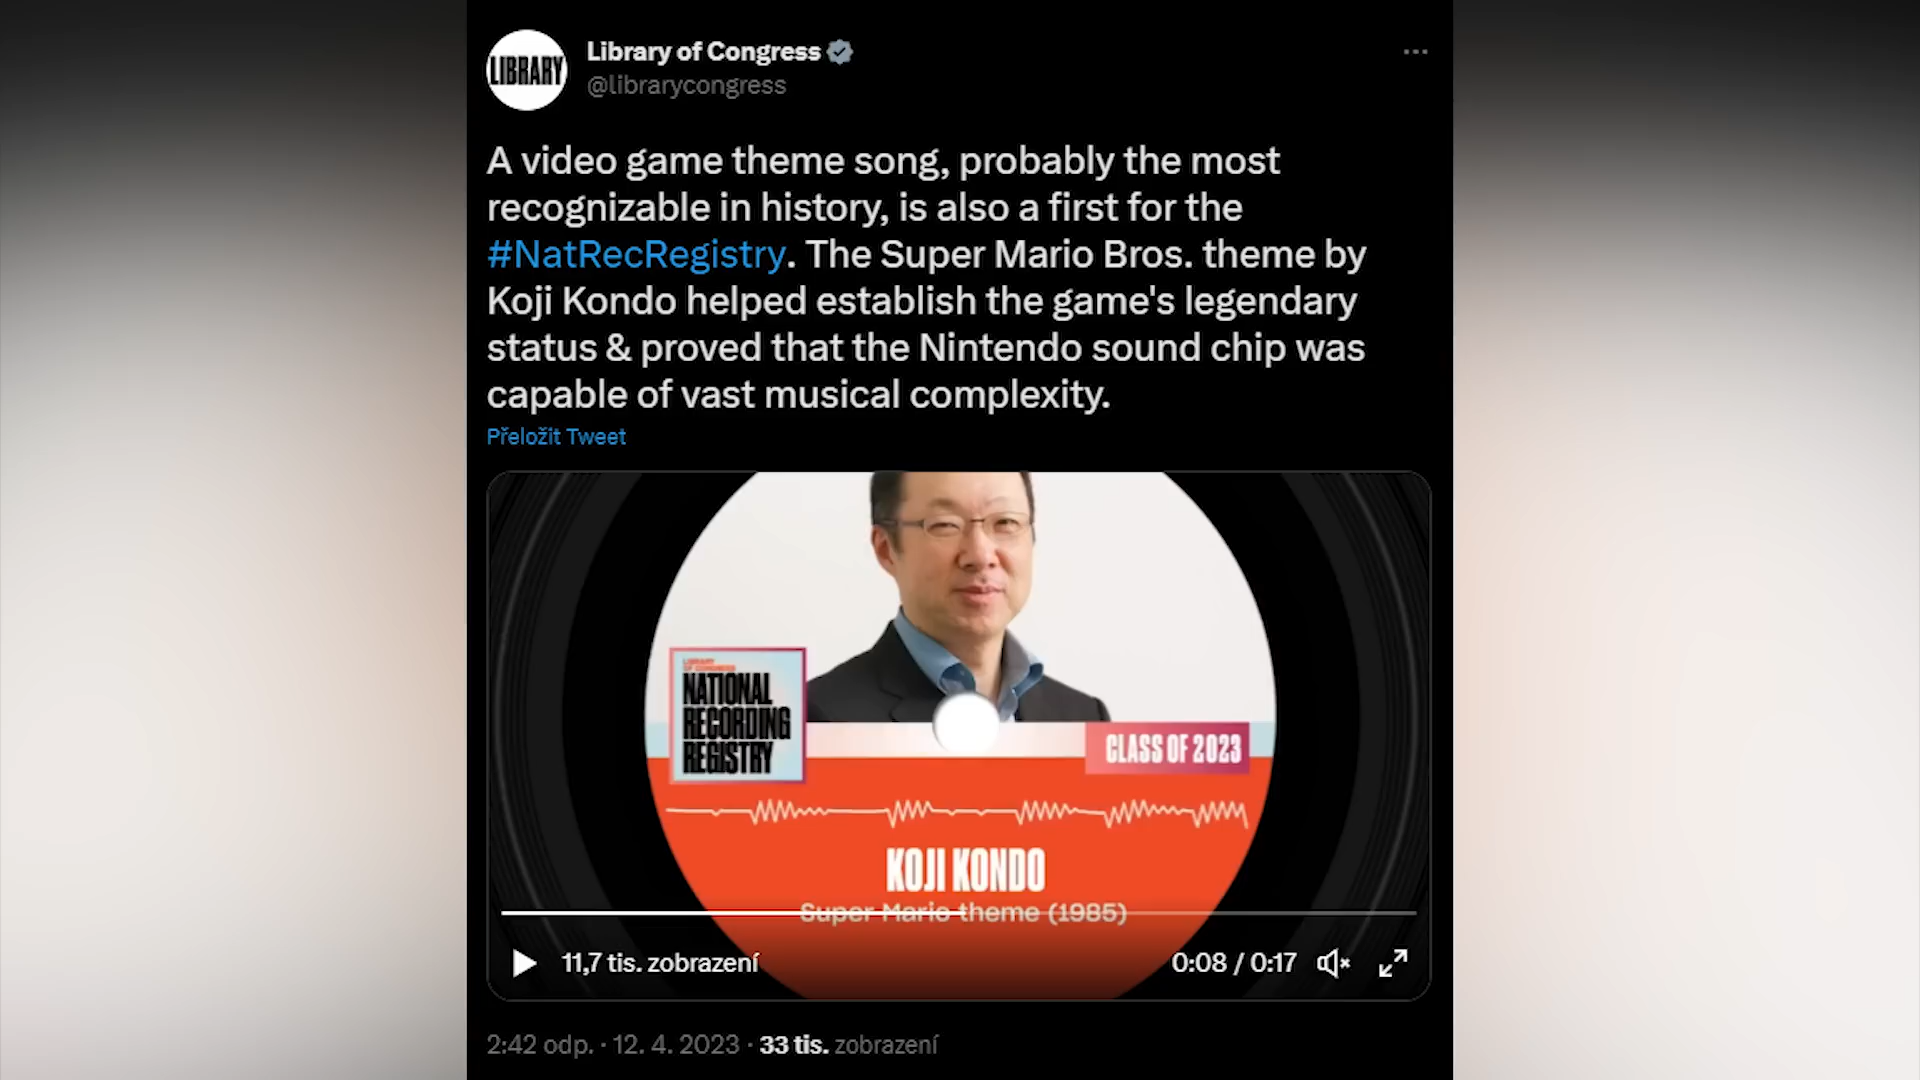 LIBRARY
Library of Congress
@librarycongress
A video game theme song, probably the most
recognizable in history, is also a first for the
#NatRecRegistry. The Super Mario Bros. theme by
Koji Kondo helped establish the game's legendary
status & proved that the Nintendo sound chip was
capable of vast musical complexity.
Přeložit Tweet
LIBRARY
OF CONGRESS
NATIONAL
RECORDING
REGISTRY
CLASS OF 2023
KOJI KONDO
Super Mario theme (1985)
11,7 tis. zobrazení
0:08 / 0:17
2:42 odp. · 12. 4. 2023 · 33 tis. zobrazení